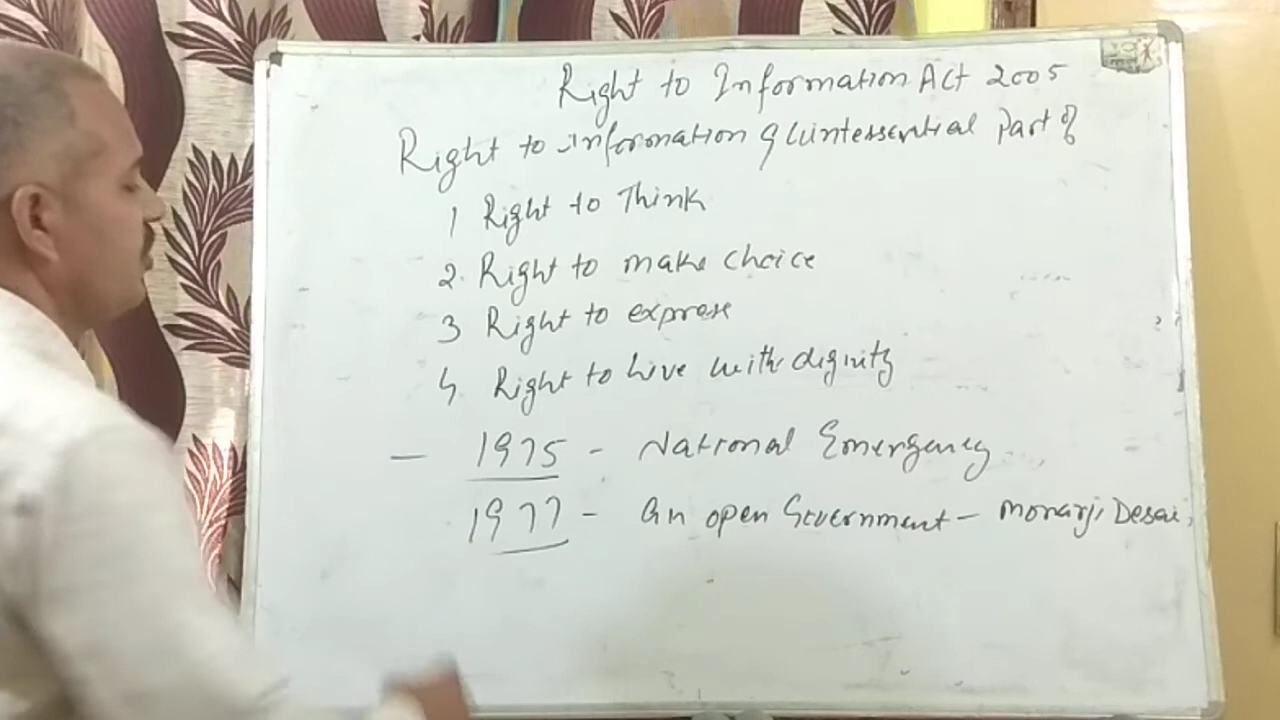 Right to Information Act 2005
Right to information quintessential Part of
1 Right to Think
2. Right to make choice
3 Right to express
4. Right to live with dignity
- 1975 - National Emergency
1977 - An open Government - Morarji Desai